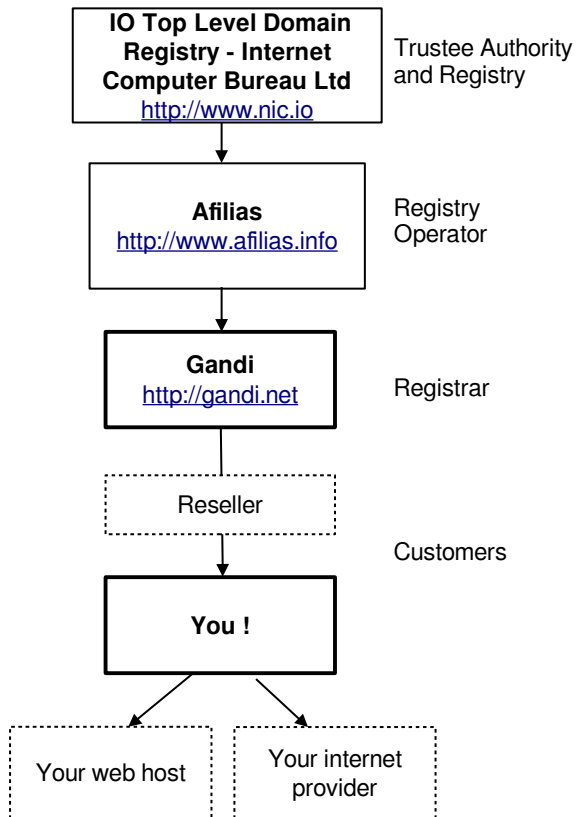 IO Top Level Domain
Registry - Internet
Computer Bureau Ltd
http://www.nic.io
Trustee Authority
and Registry
Afilias
http://www.afilias.info
Registry
Operator
Gandi
http://gandi.net
Registrar
Reseller
Customers
You !
Your web host
Your internet
provider